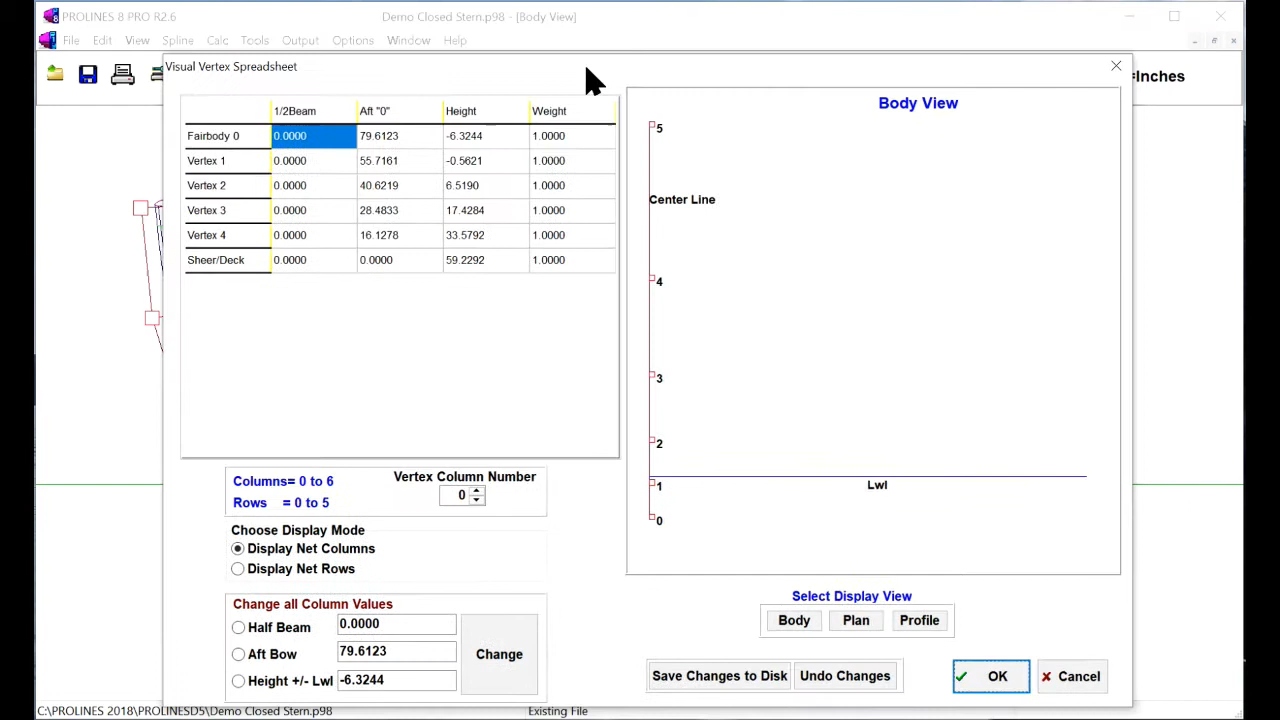 PROLINES 8 PRO R2.6
Demo Closed Stern.p98 - [Body View]
File Edit View Spline Calc Tools Output Options Window Help
=Inches
Visual Vertex Spreadsheet
1/2Beam Aft "0" Height Weight
Fairbody 0 0.0000 79.6123 -6.3244 1.0000
Vertex 1 0.0000 55.7161 -0.5621 1.0000
Vertex 2 0.0000 40.6219 6.5190 1.0000
Vertex 3 0.0000 28.4833 17.4284 1.0000
Vertex 4 0.0000 16.1278 33.5792 1.0000
Sheer/Deck 0.0000 0.0000 59.2292 1.0000
Body View
5
Center Line
4
3
2
1
Lwl
0
Columns= 0 to 6
Rows = 0 to 5
Vertex Column Number
0
Choose Display Mode
Display Net Columns
Display Net Rows
Change all Column Values
Half Beam 0.0000
Aft Bow 79.6123
Height +/- Lwl -6.3244
Change
Select Display View
Body Plan Profile
Save Changes to Disk Undo Changes OK Cancel
C:\PROLINES 2018\PROLINESD5\Demo Closed Stern.p98 Existing File